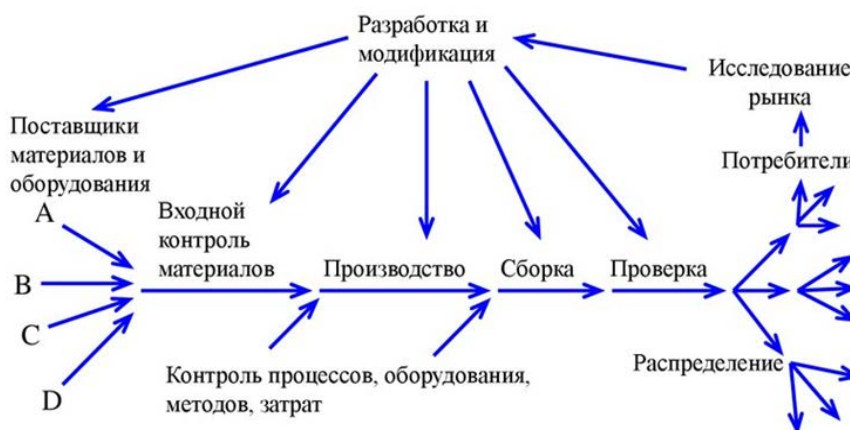 Разработка и
модификация
Исследование
рынка
Поставщики
материалов и
оборудования
Потребители
A
Входной
контроль
материалов
Производство
Сборка
Проверка
B
C
D
Контроль процессов, оборудования,
методов, затрат
Распределение